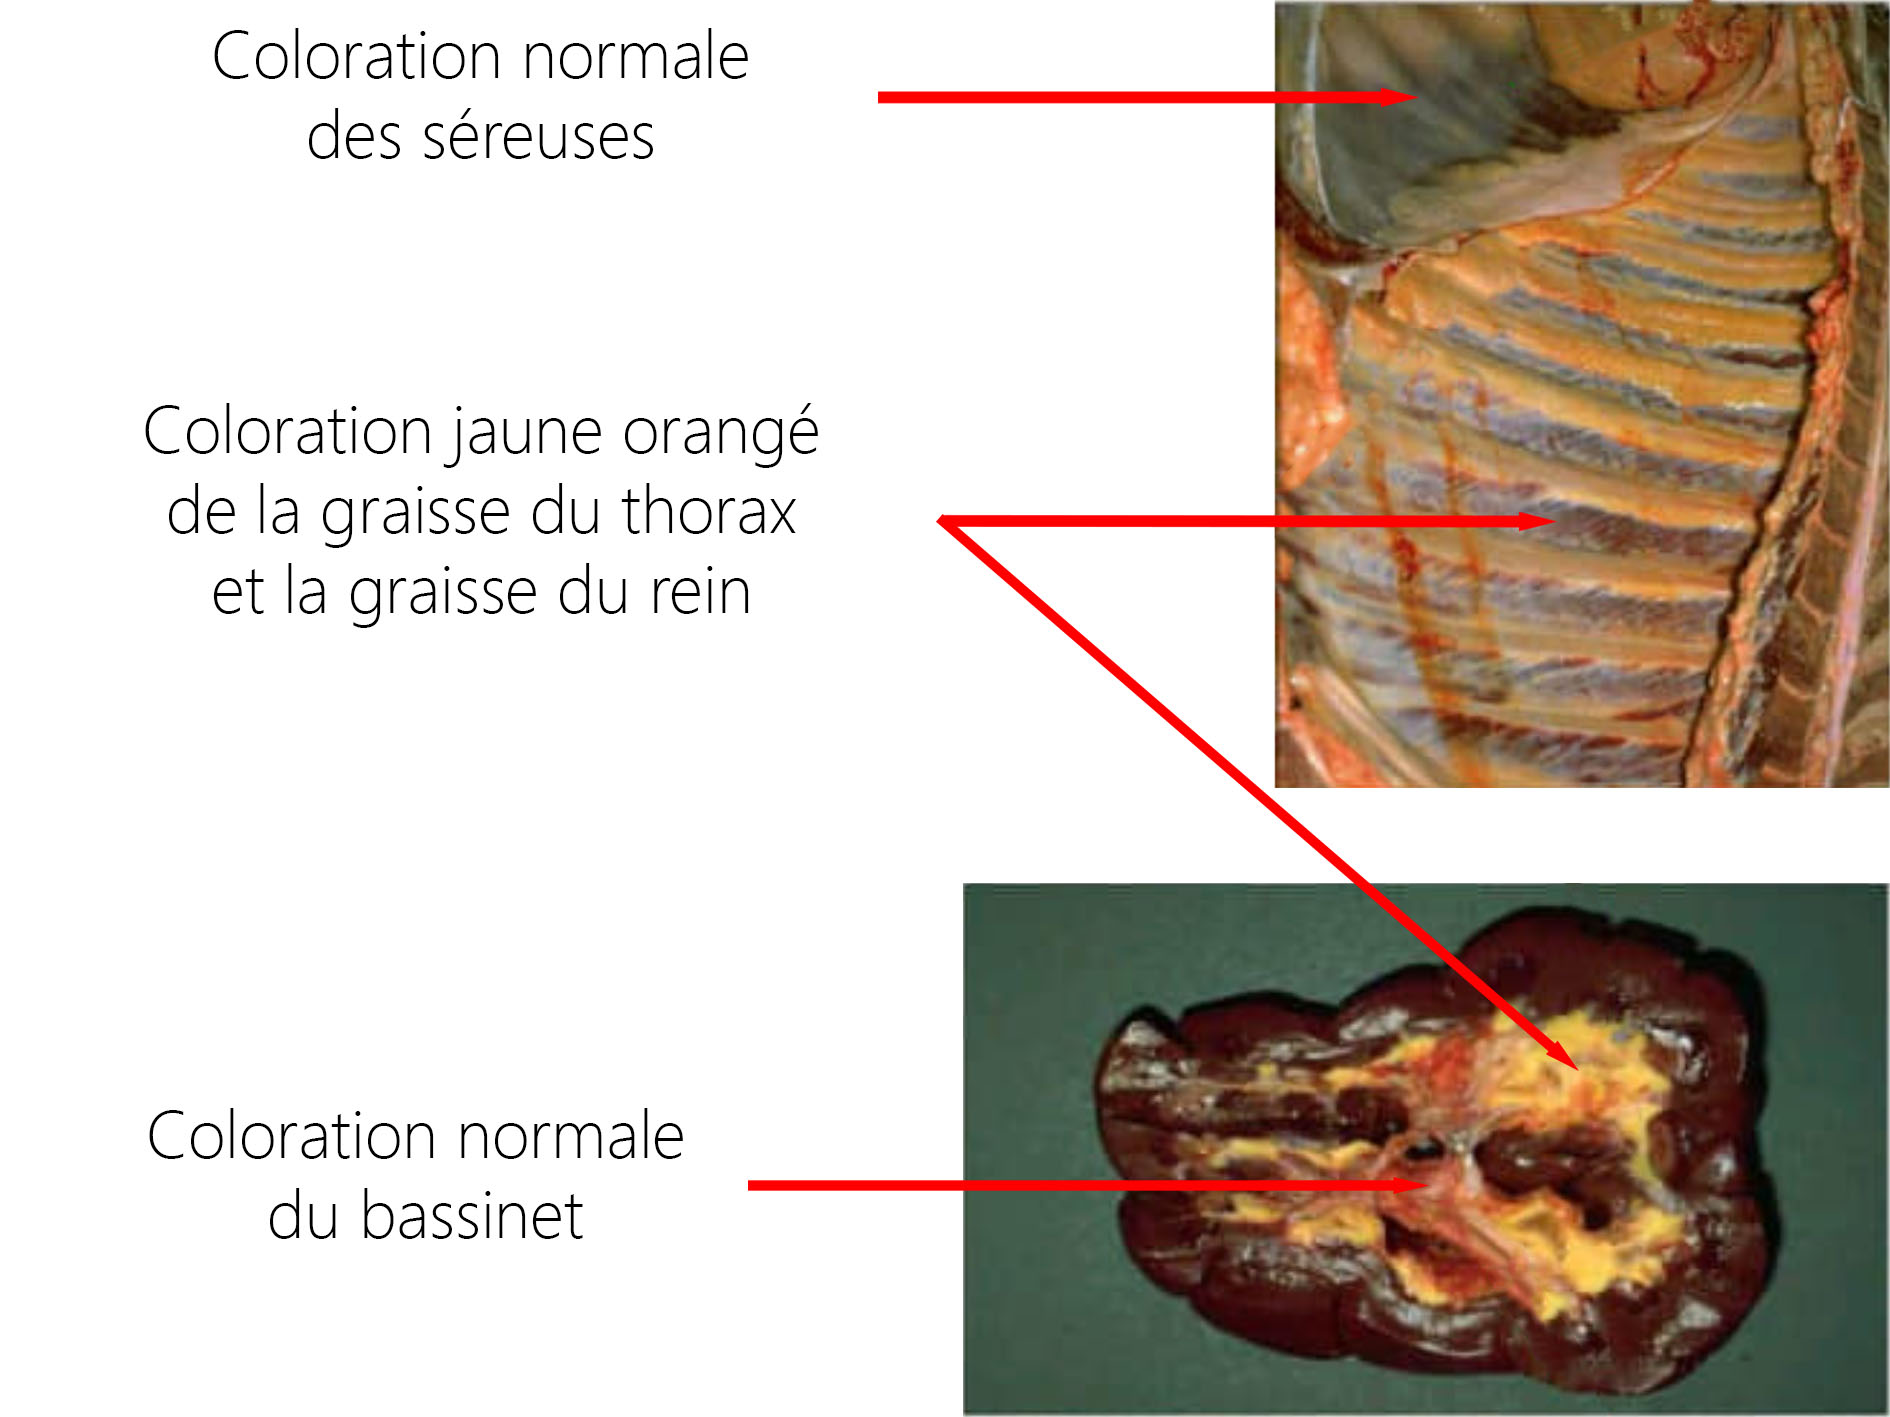 Coloration normale
des séreuses
Coloration jaune orangé
de la graisse du thorax
et la graisse du rein
Coloration normale
du bassinet